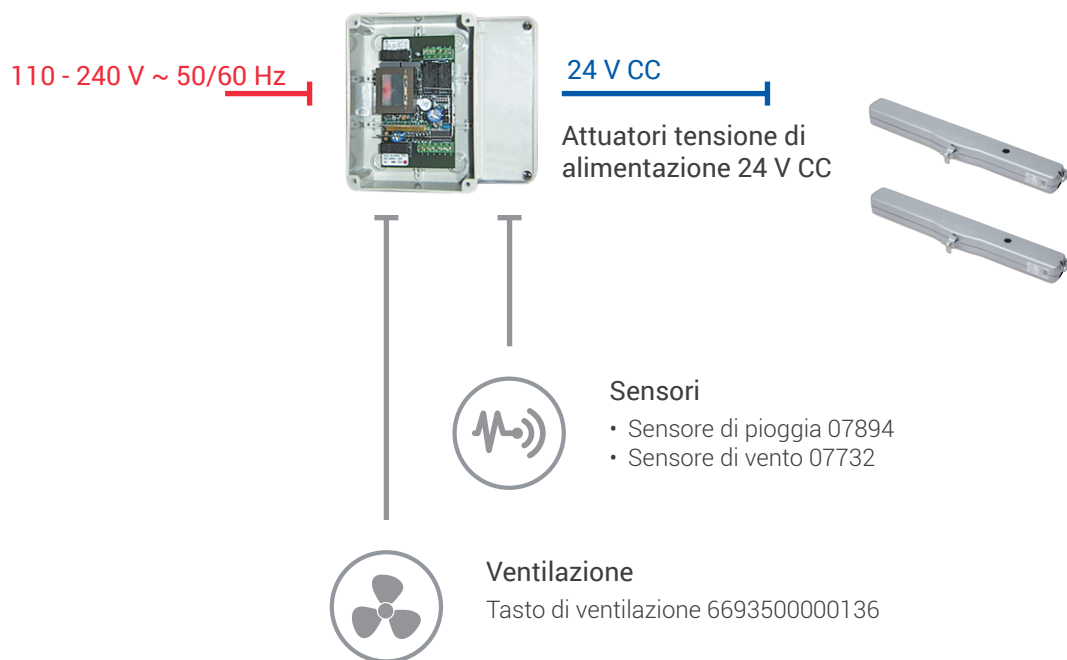 110 - 240 V ~ 50/60 Hz
24 V CC
Attuatori tensione di
alimentazione 24 V CC
Sensori
• Sensore di pioggia 07894
• Sensore di vento 07732
Ventilazione
Tasto di ventilazione 6693500000136